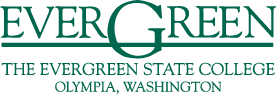 EVERGREEN
THE EVERGREEN STATE COLLEGE
OLYMPIA, WASHINGTON